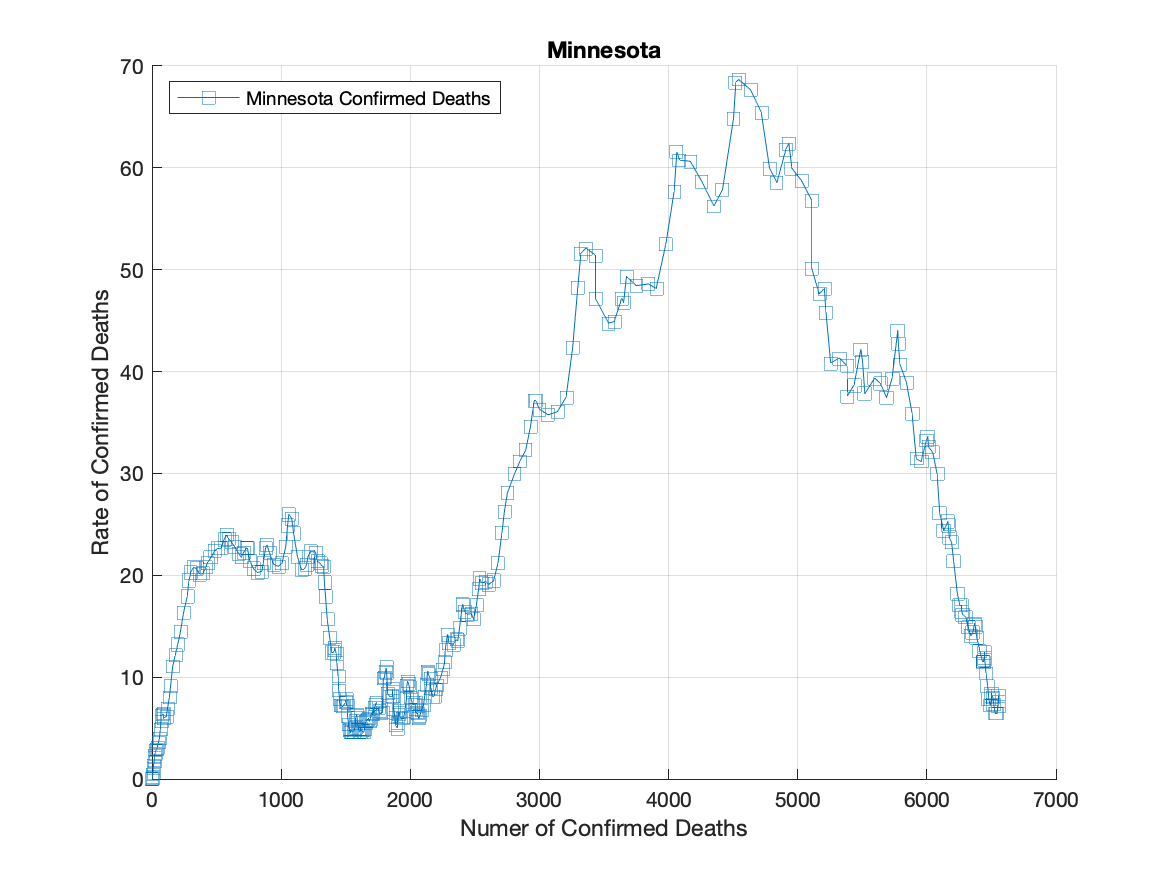 Minnesota
Minnesota Confirmed Deaths
70
60
50
40
30
20
10
0
Rate of Confirmed Deaths
0 1000 2000 3000 4000 5000 6000 7000
Numer of Confirmed Deaths